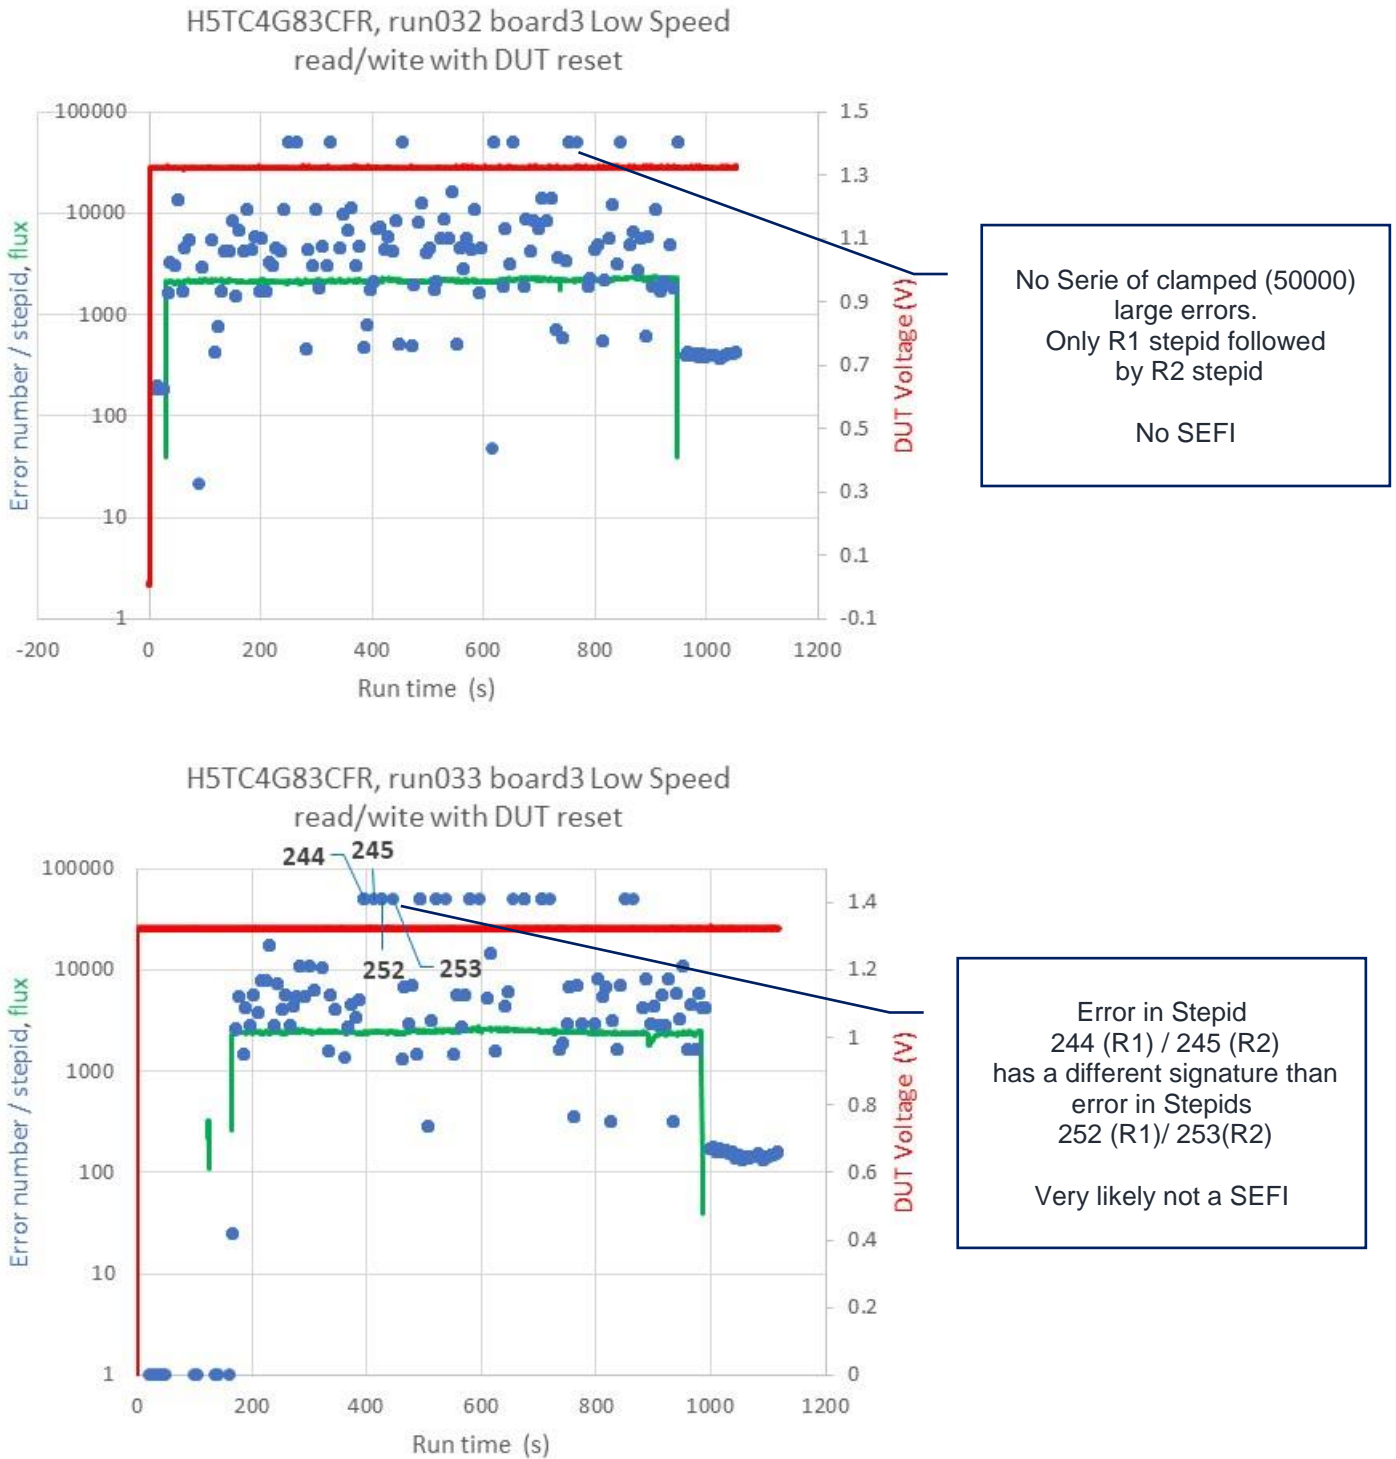 H5TC4G83CFR, run032 board3 Low Speed
read/wite with DUT reset
100000
10000
1000
100
10
1
1.5
1.3
1.1
0.9
0.7
0.5
0.3
0.1
-0.1
-200
0
200
400
600
800
1000
1200
Error number / stepid, flux
DUT Voltage (V)
Run time (s)
No Serie of clamped (50000)
large errors.
Only R1 stepid followed
by R2 stepid
No SEFI
H5TC4G83CFR, run033 board3 Low Speed
read/wite with DUT reset
244
245
252
253
100000
10000
1000
100
10
1
1.4
1.2
1
0.8
0.6
0.4
0.2
0
0
200
400
600
800
1000
1200
Error number / stepid, flux
DUT Voltage (V)
Run time (s)
Error in Stepid
244 (R1) / 245 (R2)
has a different signature than
error in Stepids
252 (R1)/ 253(R2)
Very likely not a SEFI